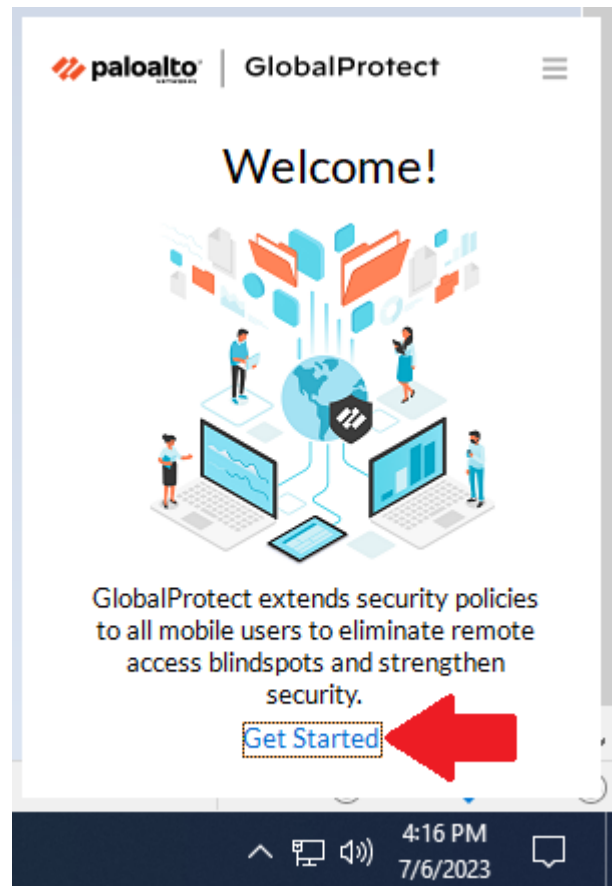 paloalto NETWORKS GlobalProtect
Welcome!
GlobalProtect extends security policies
to all mobile users to eliminate remote
access blindspots and strengthen
security.
Get Started
4:16 PM
7/6/2023